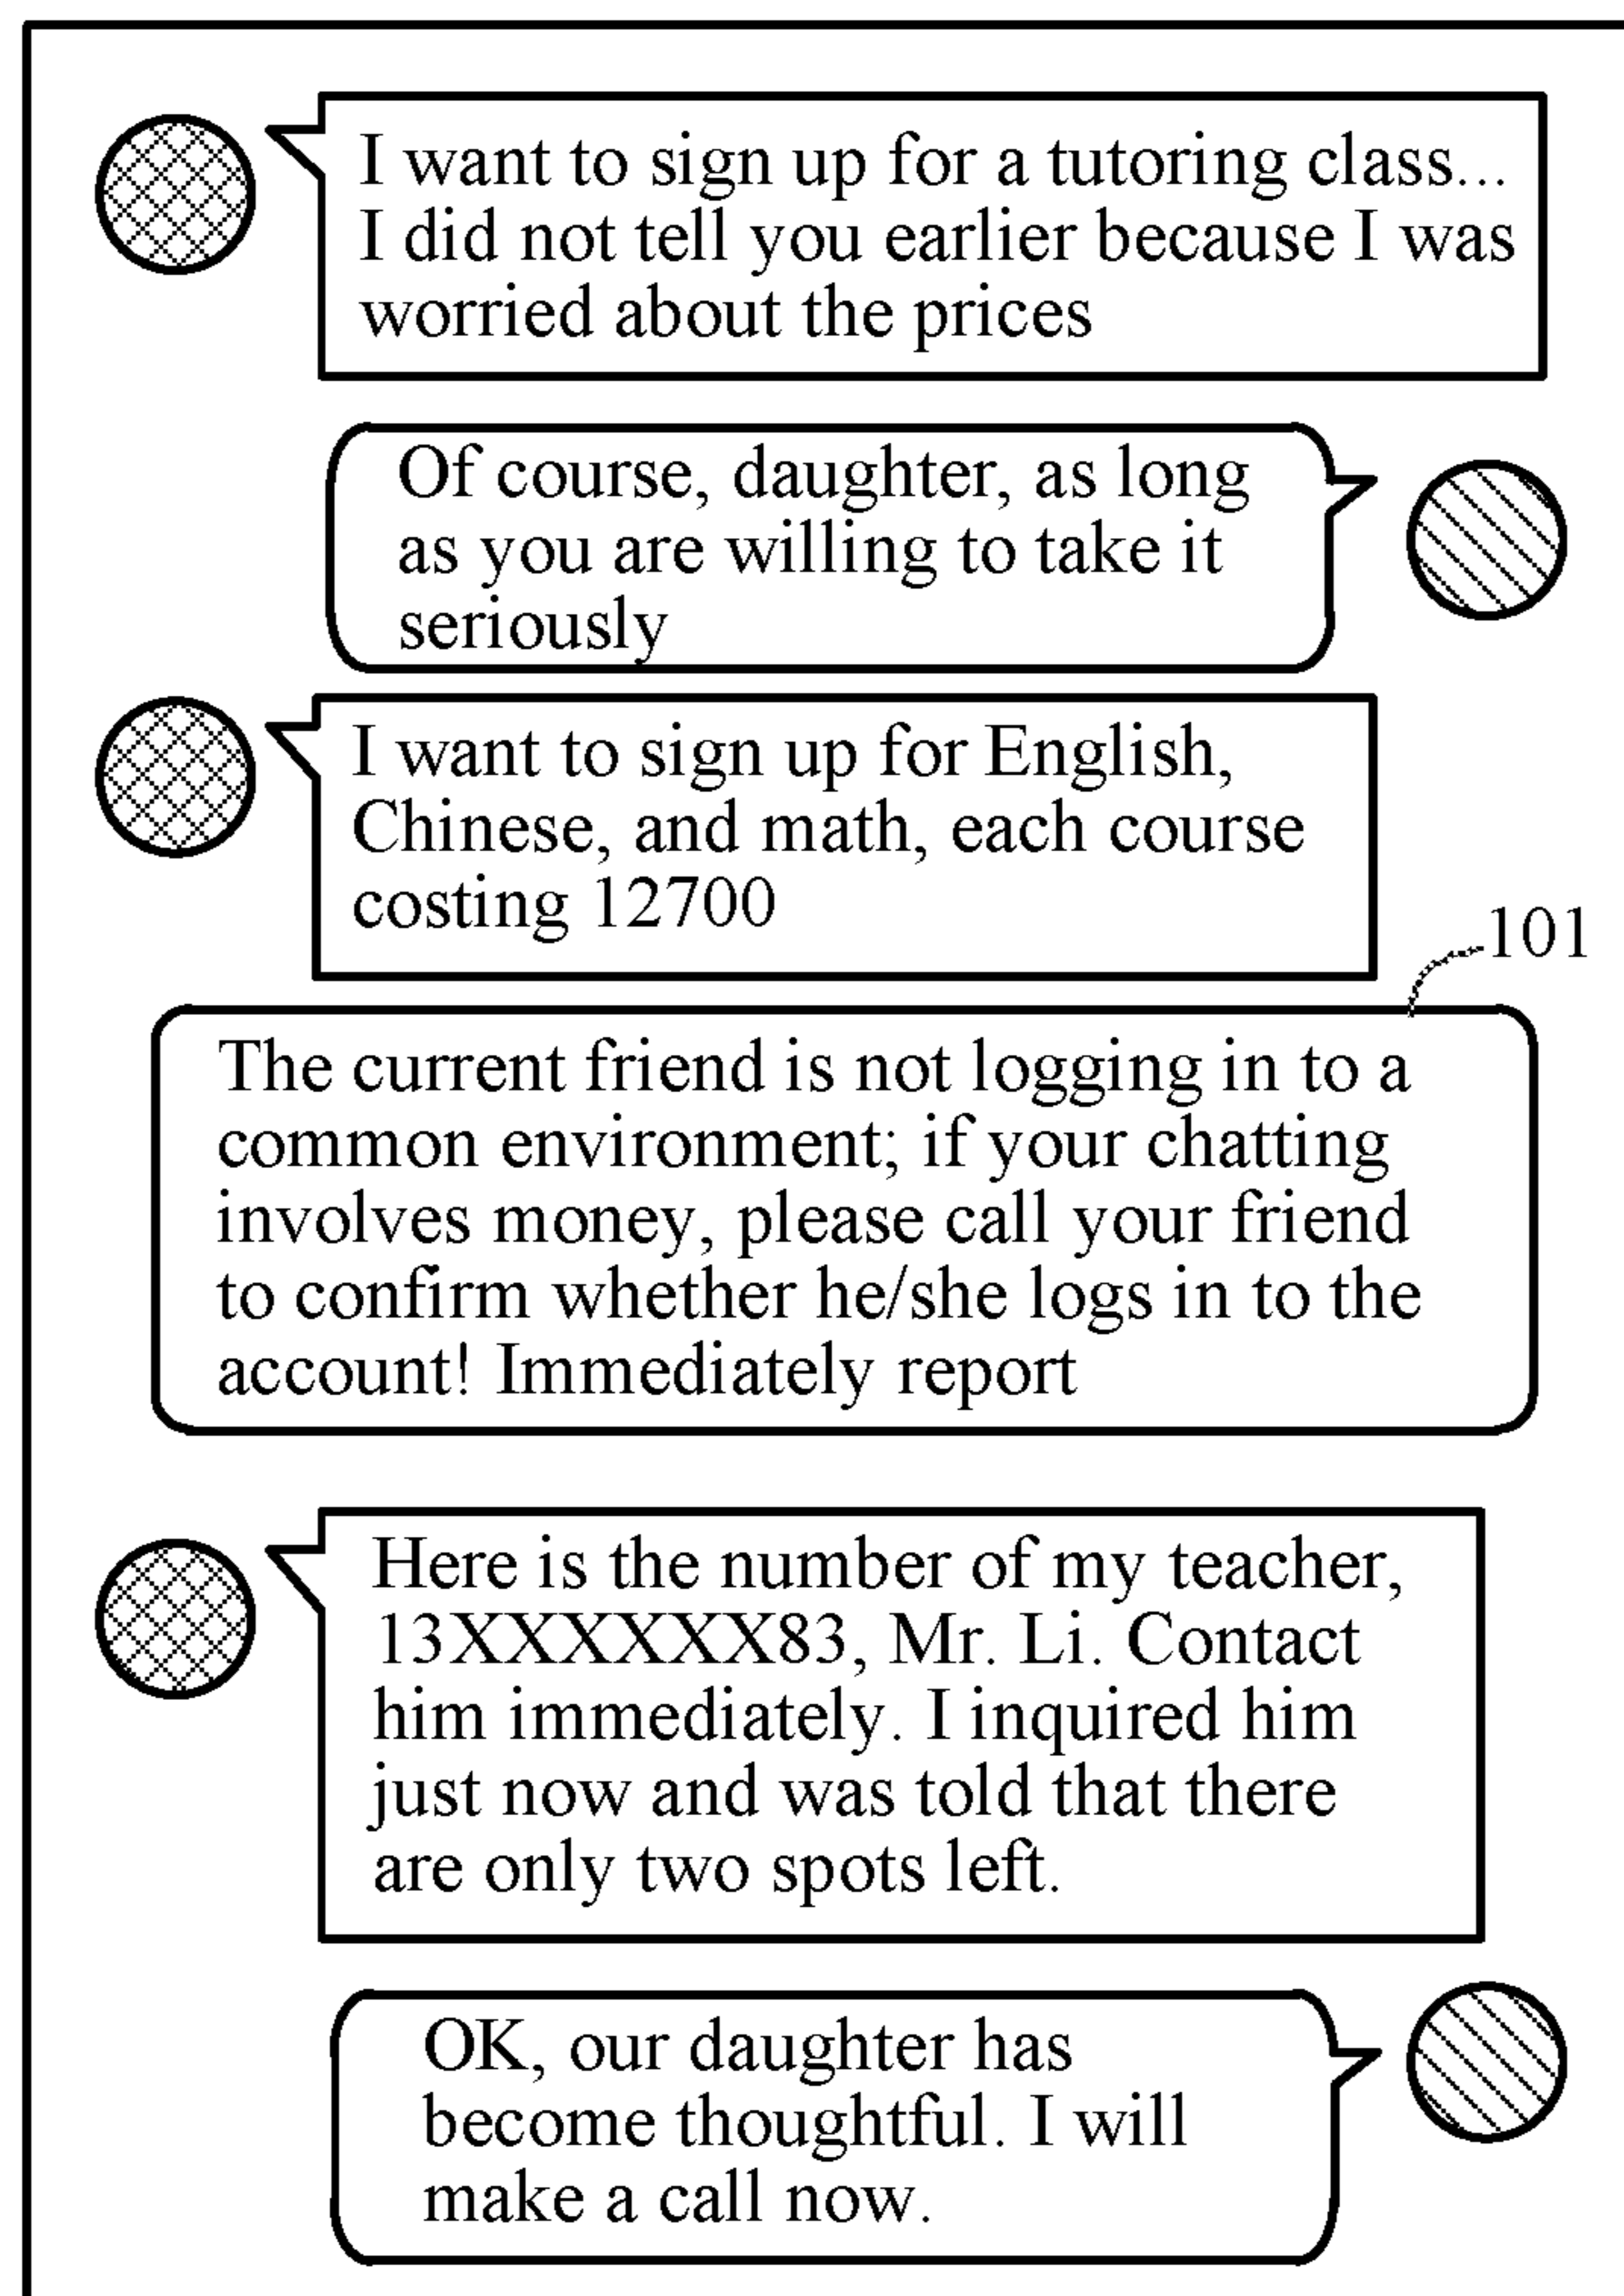 I want to sign up for a tutoring class...
I did not tell you earlier because I was
worried about the prices
Of course, daughter, as long
as you are willing to take it
seriously
I want to sign up for English,
Chinese, and math, each course
costing 12700
101
The current friend is not logging in to a
common environment; if your chatting
involves money, please call your friend
to confirm whether he/she logs in to the
account! Immediately report
Here is the number of my teacher,
13XXXXXX83, Mr. Li. Contact
him immediately. I inquired him
just now and was told that there
are only two spots left.
OK, our daughter has
become thoughtful. I will
make a call now.